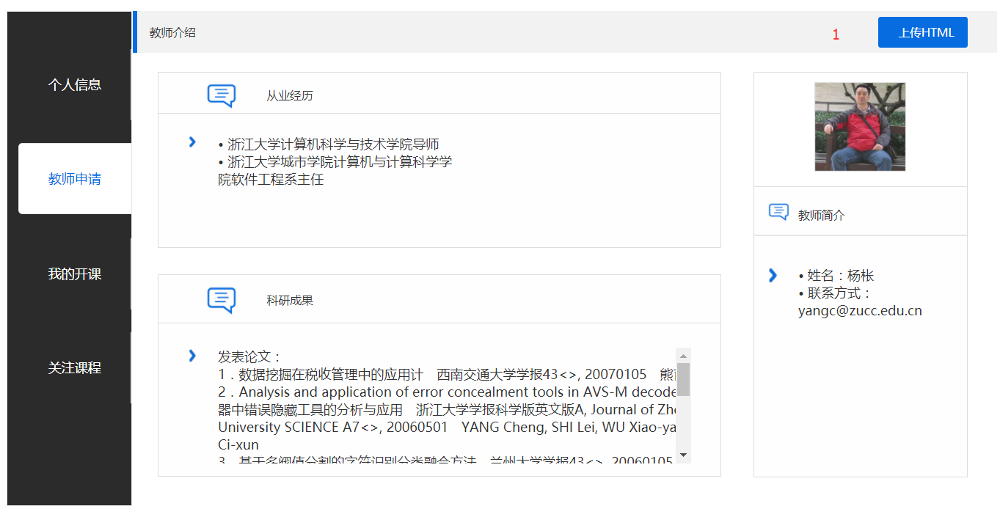 教师介绍
1
上传HTML
个人信息
教师申请
我的开课
关注课程
从业经历
• 浙江大学计算机科学与技术学院导师
• 浙江大学城市学院计算机与计算科学学
院软件工程系主任
科研成果
发表论文：
1．数据挖掘在税收管理中的应用计 西南交通大学学报43<>, 20070105 熊
2．Analysis and application of error concealment tools in AVS-M decode
器中错误隐藏工具的分析与应用 浙江大学学报科学版英文版A, Journal of Zhe
University SCIENCE A7<>, 20060501 YANG Cheng, SHI Lei, WU Xiao-ya
Ci-xun
3．基于多阀值分割的字符识别分类融合方法 兰州大学学报43<>, 20060105
教师简介
• 姓名：杨枨
• 联系方式：
yangc@zucc.edu.cn